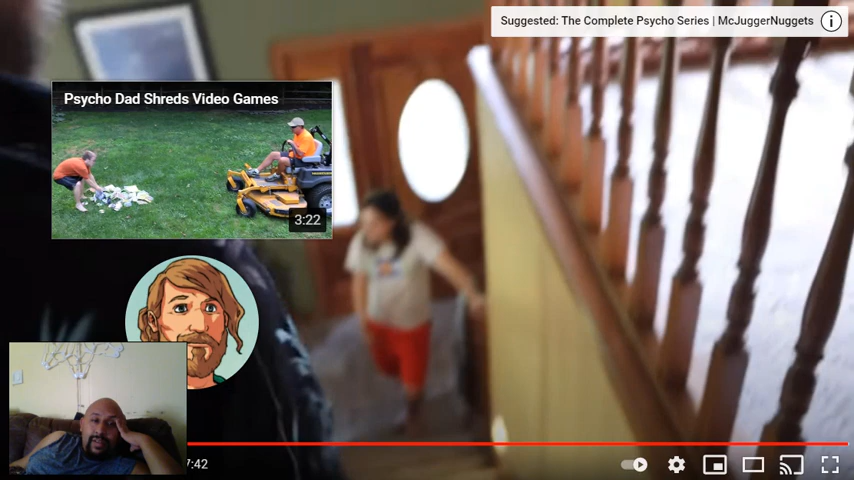 Suggested: The Complete Psycho Series | McJuggerNuggets
Psycho Dad Shreds Video Games
3:22
7:42